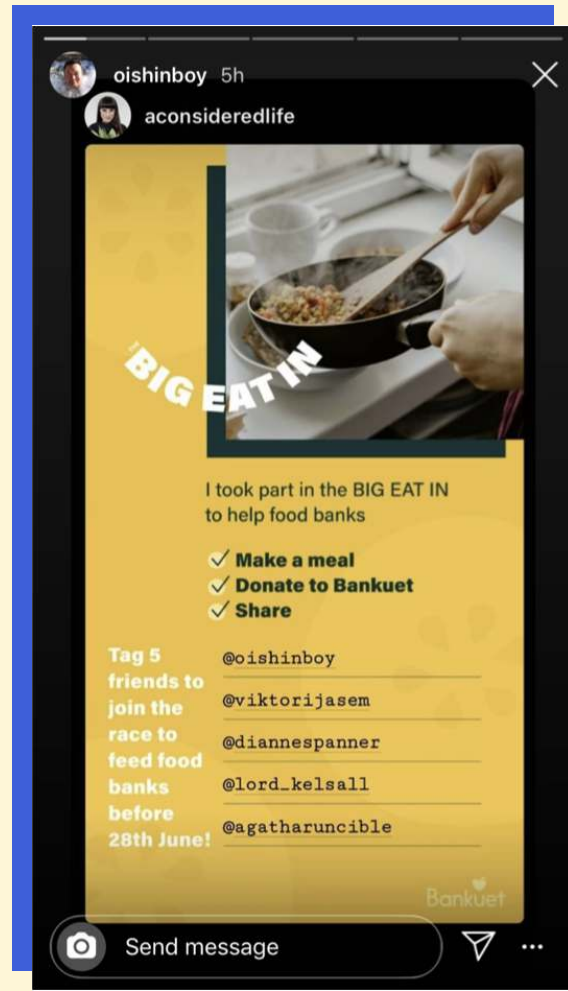 oishinboy 5h
aconsideredlife
THE
BIG EAT IN
I took part in the BIG EAT IN
to help food banks
Make a meal
Donate to Bankuet
Share
Tag 5
friends to
join the
race to
feed food
banks
before
28th June!
@oishinboy
@viktorijasem
@diannespanner
@lord_kelsall
@agatharuncible
Bankuet
Send message